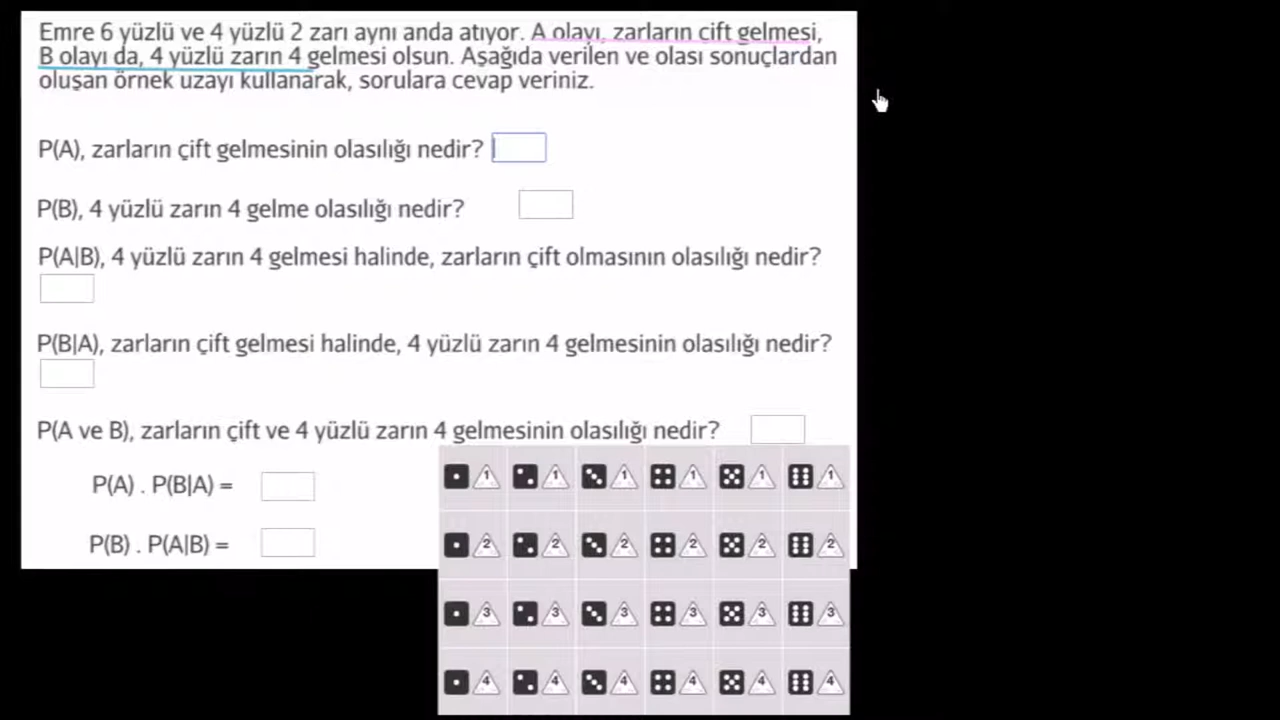 Emre 6 yüzlü ve 4 yüzlü 2 zarı aynı anda atıyor. A olayı, zarların çift gelmesi,
B olayı da, 4 yüzlü zarın 4 gelmesi olsun. Aşağıda verilen ve olası sonuçlardan
oluşan örnek uzayı kullanarak, sorulara cevap veriniz.
P(A), zarların çift gelmesinin olasılığı nedir?
P(B), 4 yüzlü zarın 4 gelme olasılığı nedir?
P(A|B), 4 yüzlü zarın 4 gelmesi halinde, zarların çift olmasının olasılığı nedir?
P(B|A), zarların çift gelmesi halinde, 4 yüzlü zarın 4 gelmesinin olasılığı nedir?
P(A ve B), zarların çift ve 4 yüzlü zarın 4 gelmesinin olasılığı nedir?
P(A) . P(B|A) =
P(B) . P(A|B) =
1 1 1 1 1 1
2 2 2 2 2 2
3 3 3 3 3 3
4 4 4 4 4 4